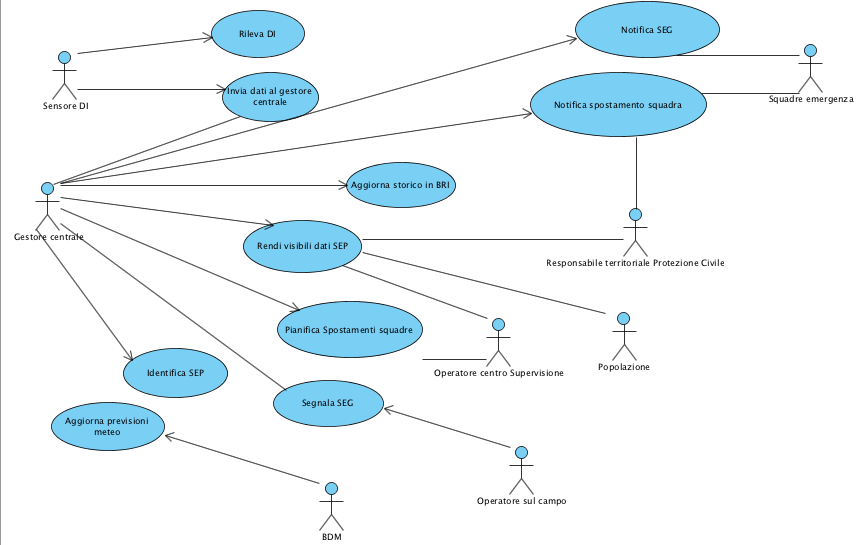 Rileva DI
Notifica SEG
Sensore DI
Invia dati al gestore
centrale
Notifica spostamento squadra
Squadre emergenza
Aggiorna storico in BRI
Gestore centrale
Rendi visibili dati SEP
Responsabile territoriale Protezione Civile
Pianifica Spostamenti squadre
Operatore centro Supervisione
Popolazione
Identifica SEP
Segnala SEG
Aggiorna previsioni
meteo
Operatore sul campo
BDM